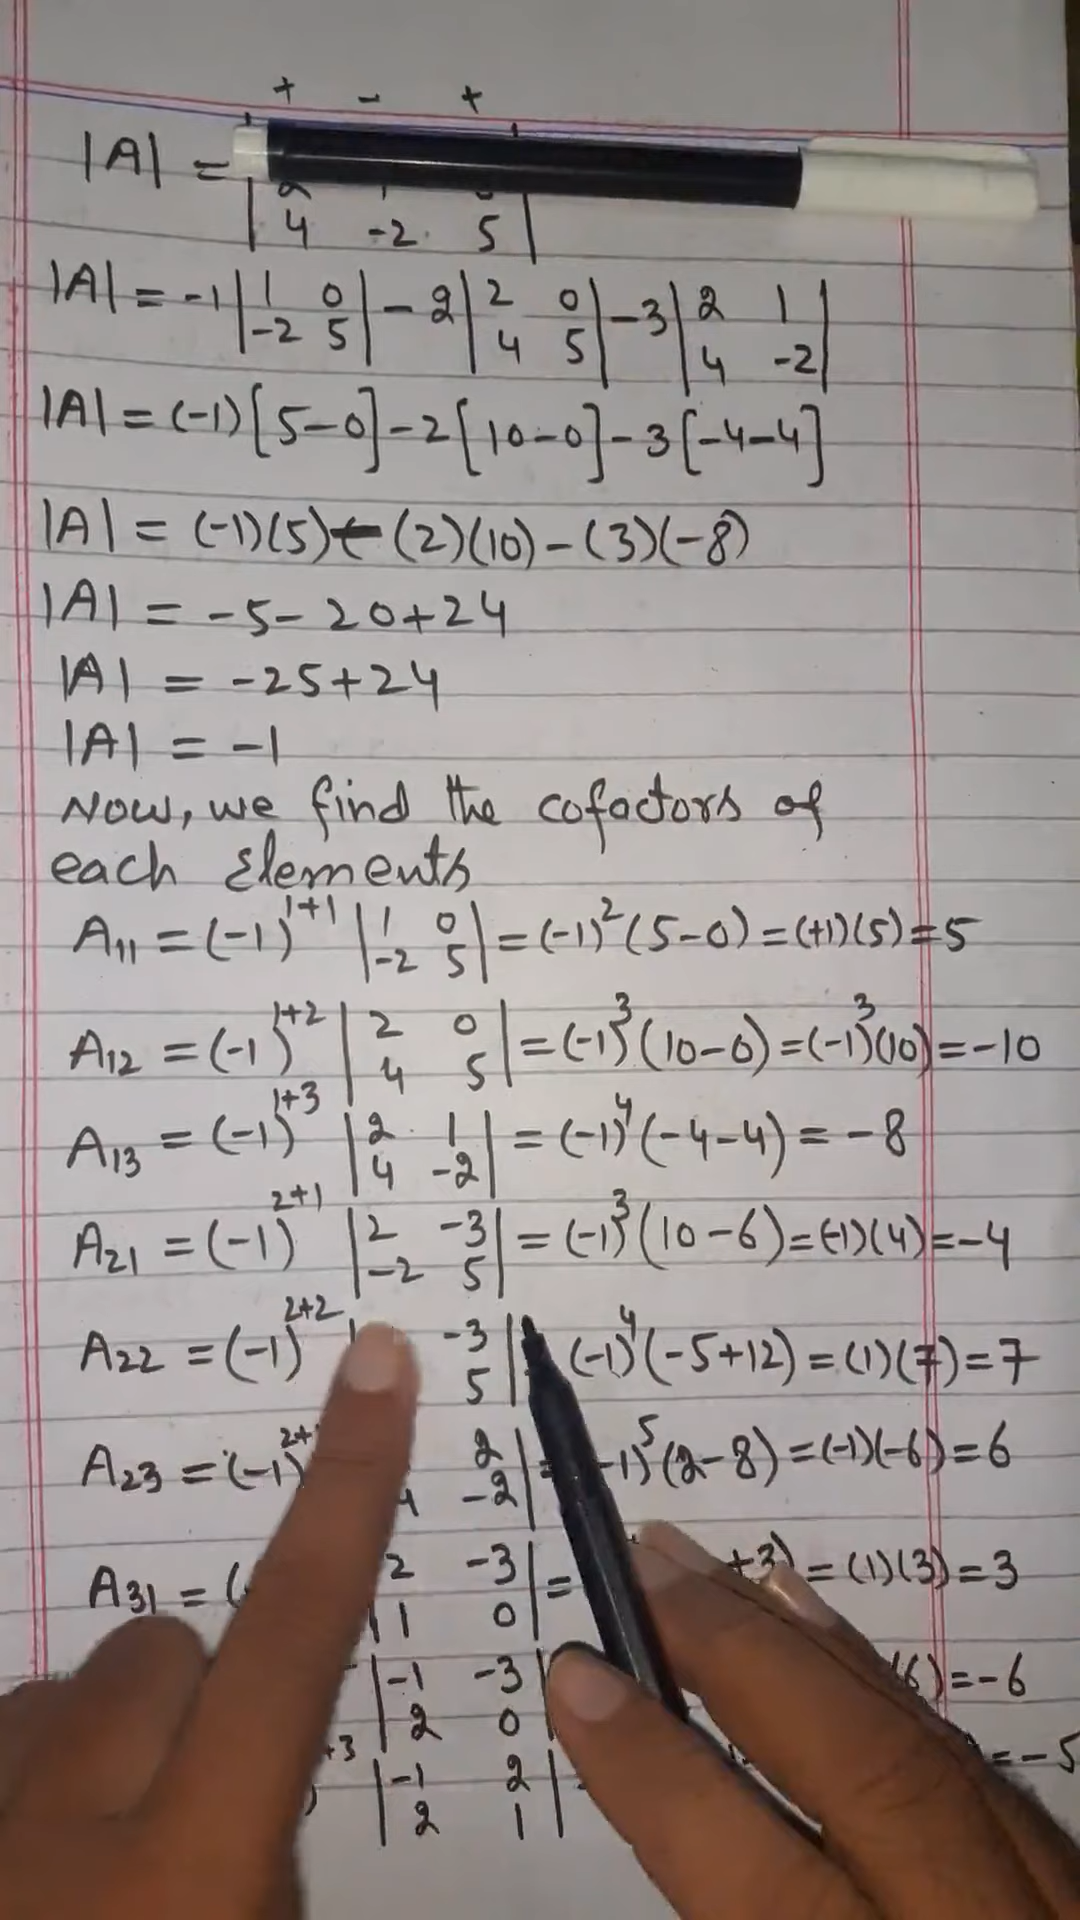 + - +
|A| =
4 -2 5
|A| = -1 |1 0| - 2 |2 0| - 3 |2 1|
|-2 5| |4 5| |4 -2|
|A| = (-1)[5-0]-2[10-0]-3[-4-4]
|A| = (-1)(5)-(2)(10)-(3)(-8)
|A| = -5-20+24
|A| = -25+24
|A| = -1
Now, we find the cofactors of
each Elements
A₁₁ = (-1)¹⁺¹ |1 0| = (-1)²(5-0) = (+1)(5) = 5
|-2 5|
A₁₂ = (-1)¹⁺² |2 0| = (-1)³(10-0) = (-1)³(10) = -10
|4 5|
A₁₃ = (-1)¹⁺³ |2 1| = (-1)⁴(-4-4) = -8
|4 -2|
A₂₁ = (-1)²⁺¹ |2 -3| = (-1)³(10-6) = (-1)(4) = -4
|-2 5|
A₂₂ = (-1)²⁺² | -3| (-1)⁴(-5+12) = (1)(7) = 7
5|
A₂₃ = (-1)²⁺ 2| = -1)⁵(2-8) = (-1)(-6) = 6
4 -2|
A₃₁ = ( 2 -3| = +3) = (1)(3) = 3
|1 0|
|-1 -3| (6) = -6
|2 0|
+3 |-1 2| = -5
|2 1|